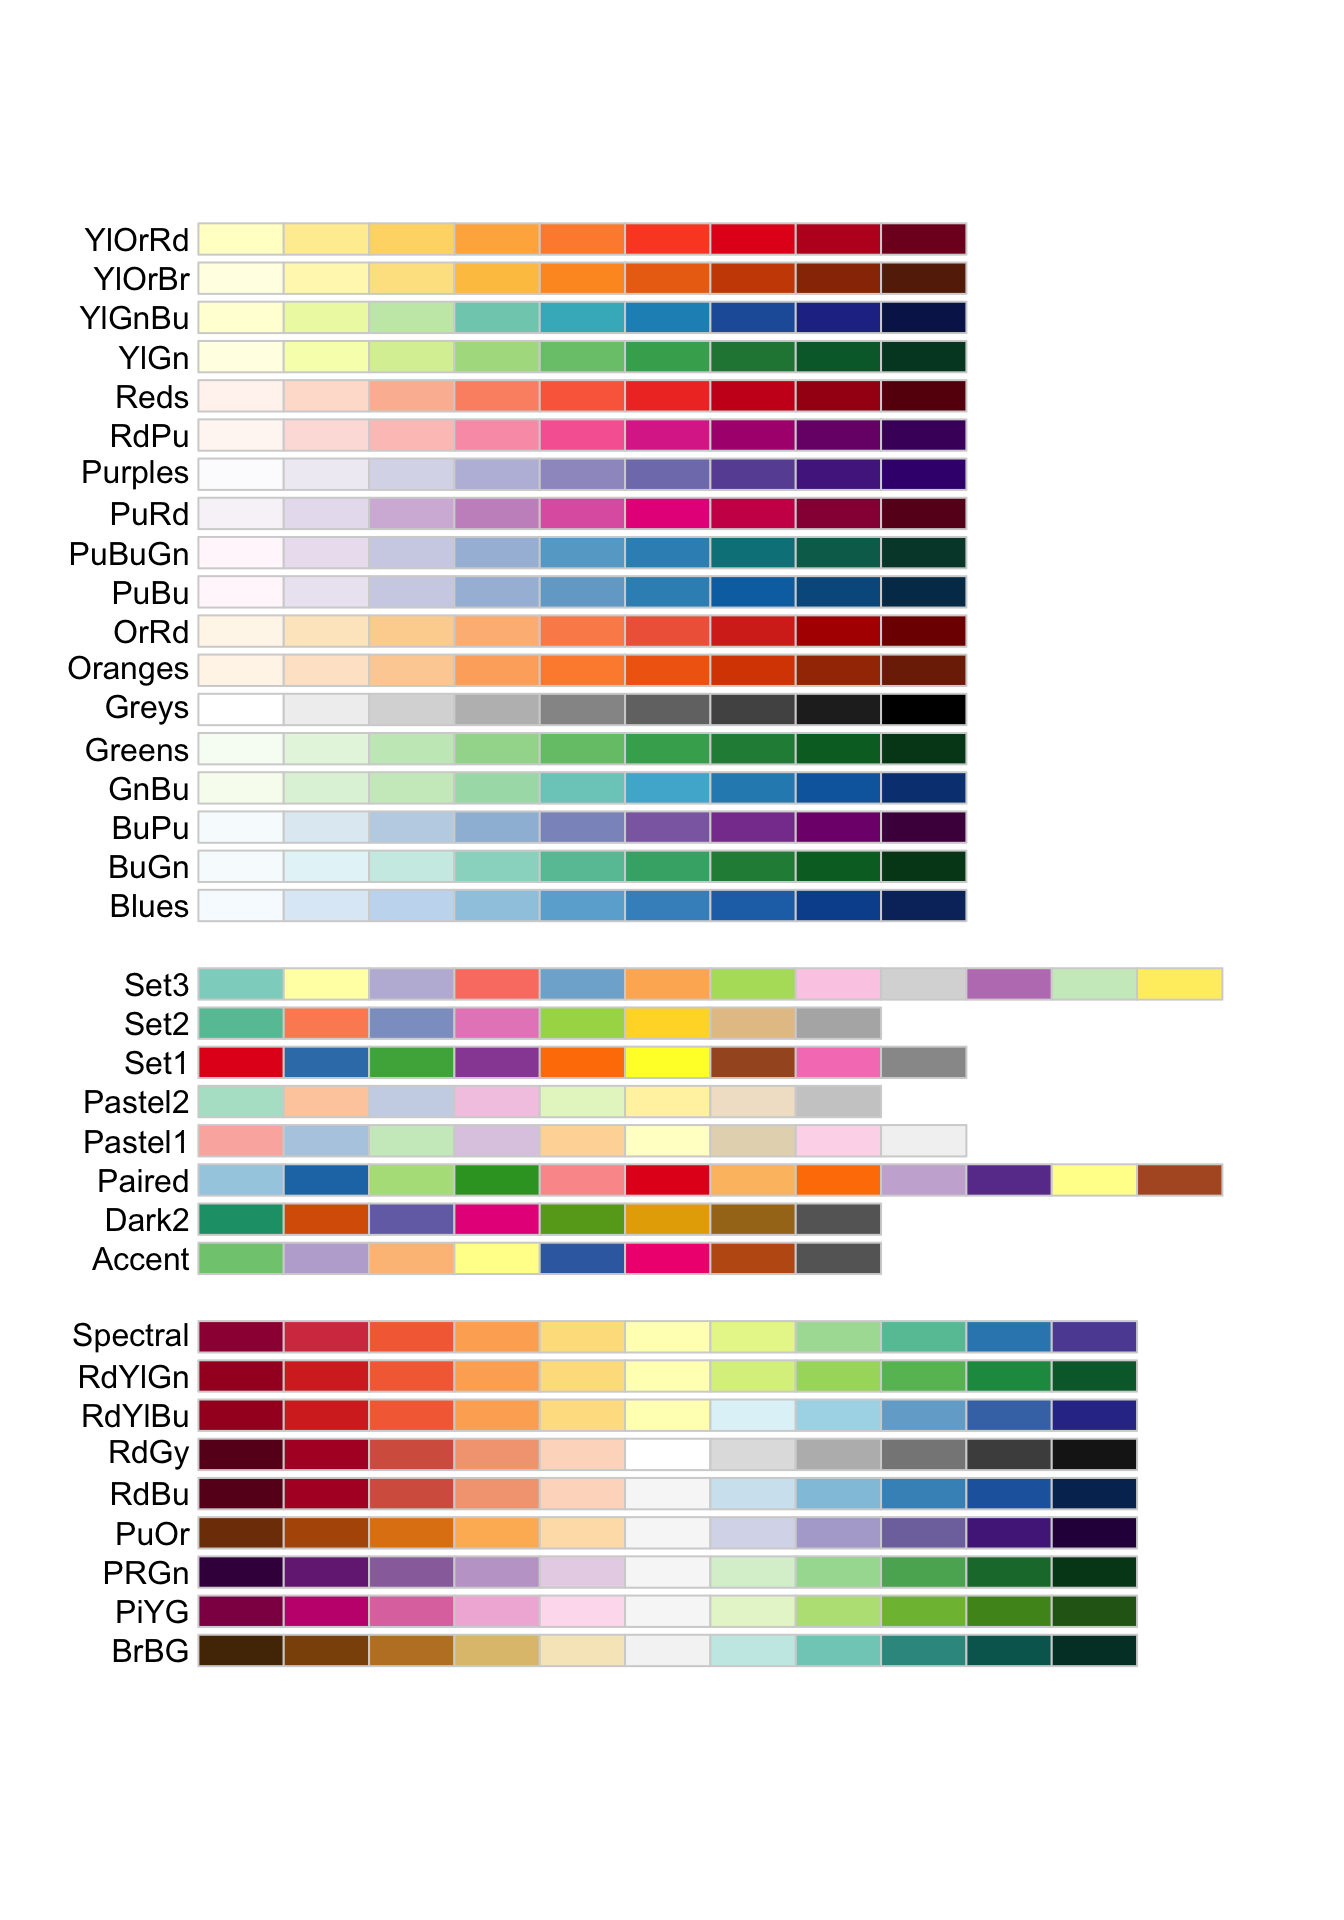 YlOrRd
YlOrBr
YlGnBu
YlGn
Reds
RdPu
Purples
PuRd
PuBuGn
PuBu
OrRd
Oranges
Greys
Greens
GnBu
BuPu
BuGn
Blues
Set3
Set2
Set1
Pastel2
Pastel1
Paired
Dark2
Accent
Spectral
RdYlGn
RdYlBu
RdGy
RdBu
PuOr
PRGn
PiYG
BrBG